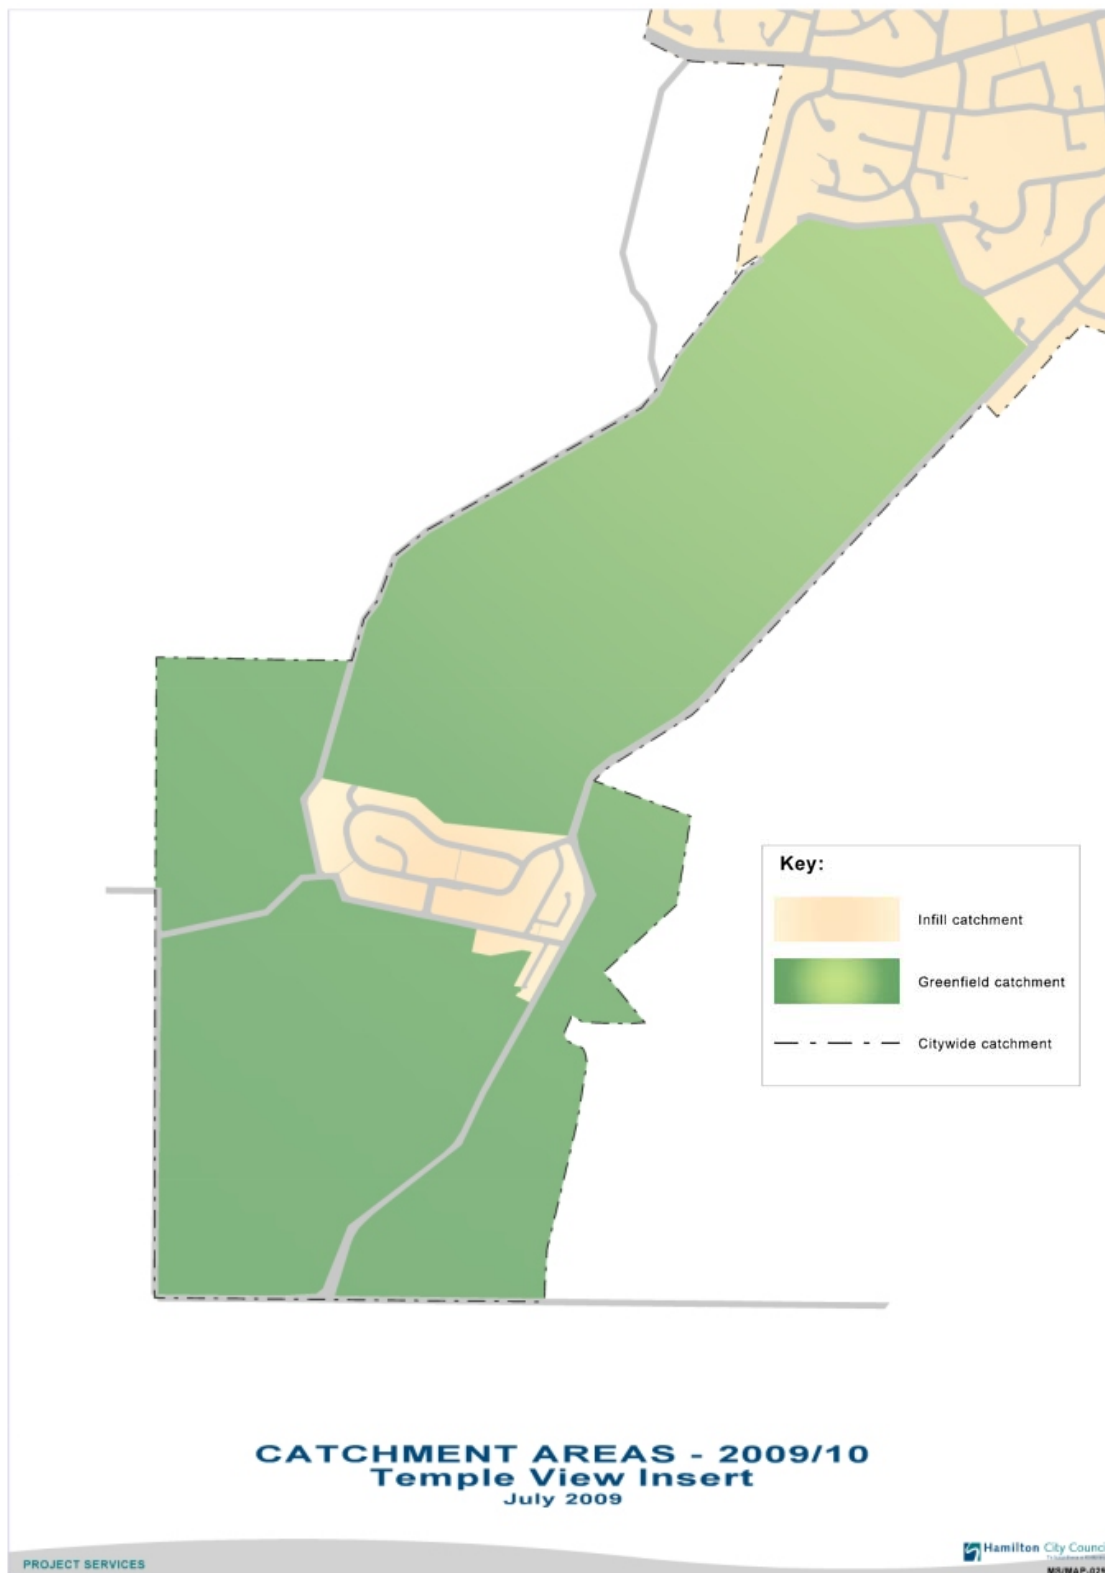 Key:
Infill catchment
Greenfield catchment
Citywide catchment
CATCHMENT AREAS - 2009/10
Temple View Insert
July 2009
PROJECT SERVICES
Hamilton City Counci